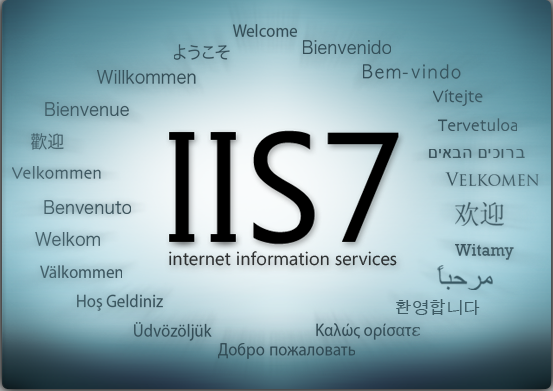 Welcome
Bienvenido
ようこそ
Bem-vindo
Willkommen
Vítejte
Bienvenue
Tervetuloa
歡迎
ברוכים הבאים
Velkommen
VELKOMEN
Benvenuto
欢迎
Welkom
Witamy
Välkommen
مرحباً
Hoş Geldiniz
환영합니다
Üdvözöljük
Καλώς ορίσατε
Добро пожаловать
IIS7
internet information services